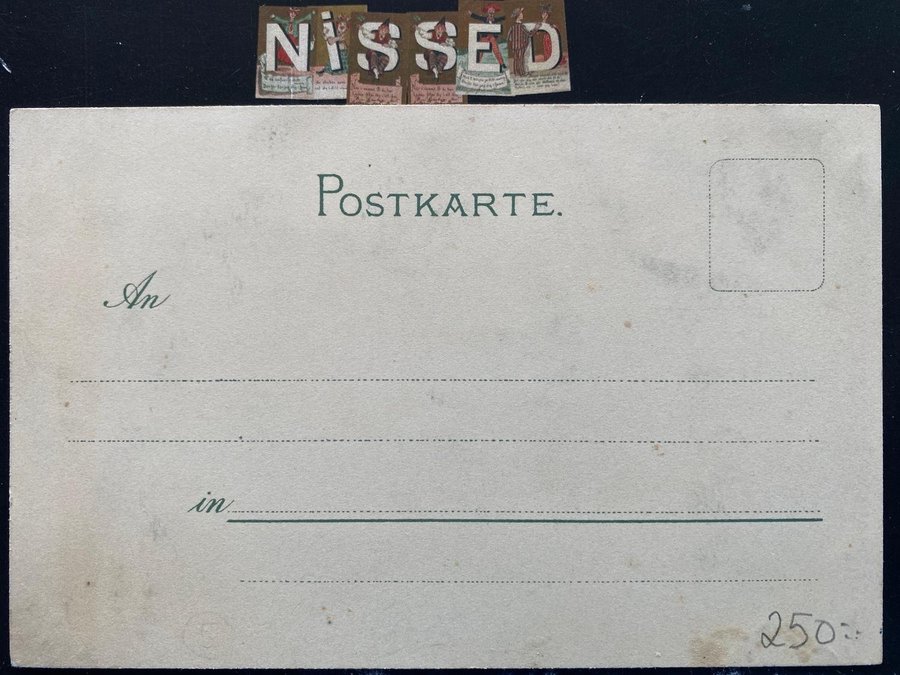 NiSSED
POSTKARTE.
An
in
250:-